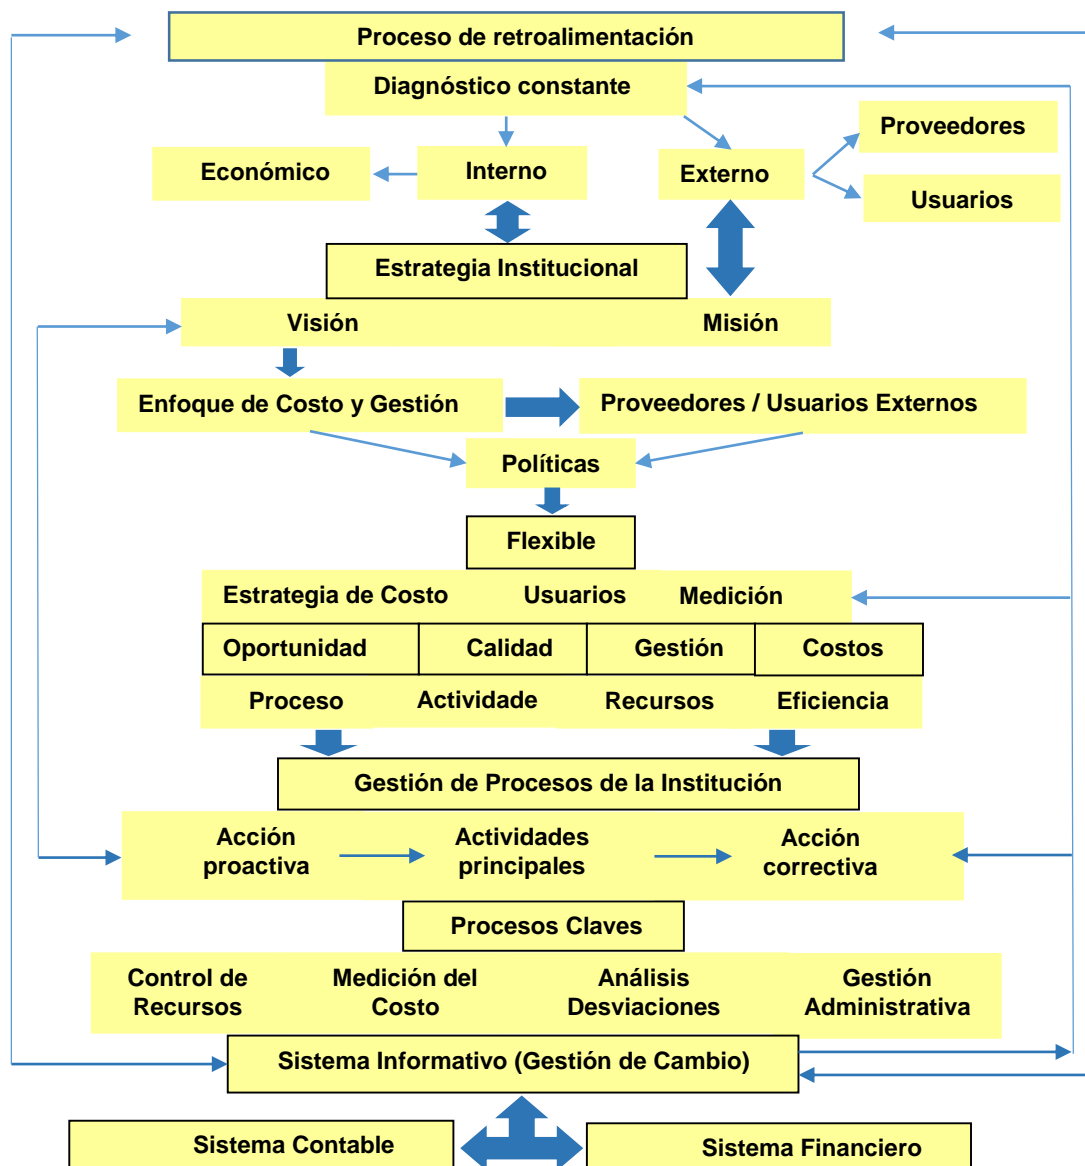 Proceso de retroalimentación
Diagnóstico constante
Proveedores
Económico
Interno
Externo
Usuarios
Estrategia Institucional
Visión
Misión
Enfoque de Costo y Gestión
Proveedores / Usuarios Externos
Políticas
Flexible
Estrategia de Costo
Usuarios
Medición
Oportunidad
Calidad
Gestión
Costos
Proceso
Actividade
Recursos
Eficiencia
Gestión de Procesos de la Institución
Acción
proactiva
Actividades
principales
Acción
correctiva
Procesos Claves
Control de
Recursos
Medición del
Costo
Análisis
Desviaciones
Gestión
Administrativa
Sistema Informativo (Gestión de Cambio)
Sistema Contable
Sistema Financiero